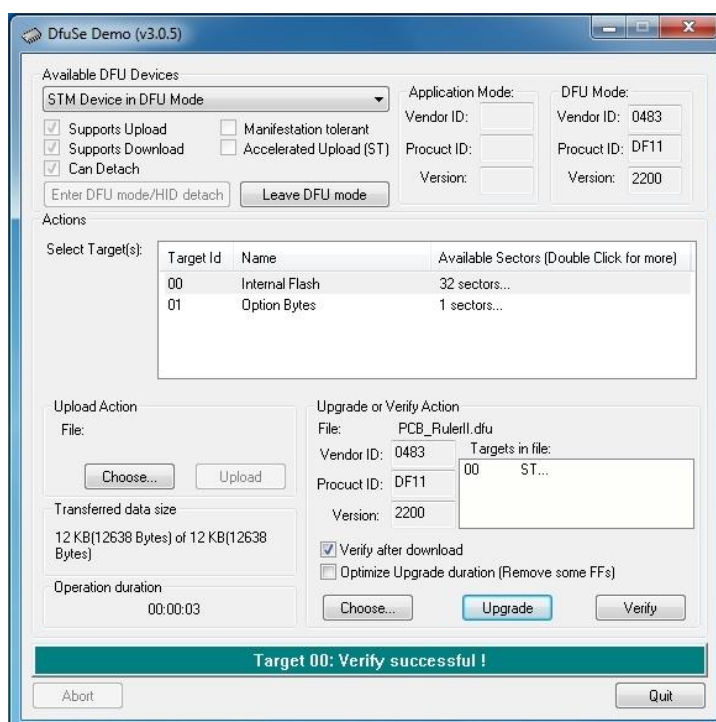 DfuSe Demo (v3.0.5)
Available DFU Devices
STM Device in DFU Mode
Supports Upload
Manifestation tolerant
Supports Download
Accelerated Upload (ST)
Can Detach
Enter DFU mode/HID detach
Leave DFU mode
Application Mode:
Vendor ID:
Procuct ID:
Version:
DFU Mode:
Vendor ID: 0483
Procuct ID: DF11
Version: 2200
Actions
Select Target(s):
Target Id Name Available Sectors (Double Click for more)
00 Internal Flash 32 sectors...
01 Option Bytes 1 sectors...
Upload Action
File:
Choose... Upload
Transferred data size
12 KB(12638 Bytes) of 12 KB(12638
Bytes)
Operation duration
00:00:03
Upgrade or Verify Action
File: PCB_RulerII.dfu
Vendor ID: 0483
Procuct ID: DF11
Version: 2200
Targets in file:
00 ST...
Verify after download
Optimize Upgrade duration (Remove some FFs)
Choose... Upgrade Verify
Target 00: Verify successful !
Abort Quit